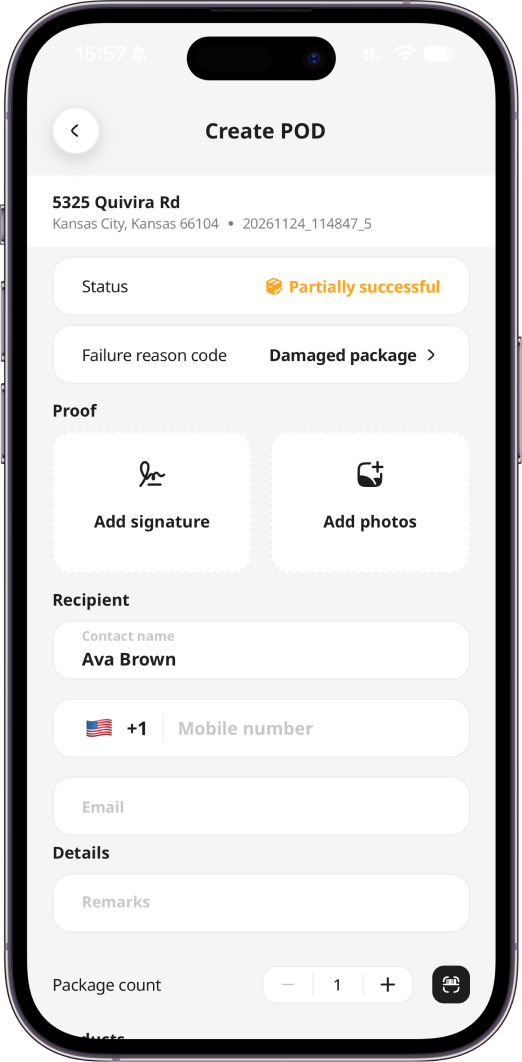 15:57
Create POD
5325 Quivira Rd
Kansas City, Kansas 66104 • 20261124_114847_5
Status
Partially successful
Failure reason code
Damaged package
Proof
Add signature
Add photos
Recipient
Contact name
Ava Brown
+1
Mobile number
Email
Details
Remarks
Package count
1